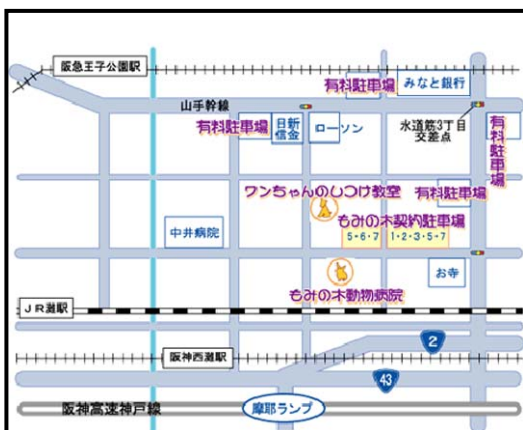 阪急王子公園駅
有料駐車場
みなと銀行
山手幹線
有料駐車場
日新
信金
ローソン
水道筋3丁目
交差点
有料駐車場
ワンちゃんのしつけ教室
有料駐車場
もみの木契約駐車場
中井病院
5・6・7
1・2・3・5・7
お寺
もみの木動物病院
JR灘駅
2
阪神西灘駅
43
阪神高速神戸線
摩耶ランプ